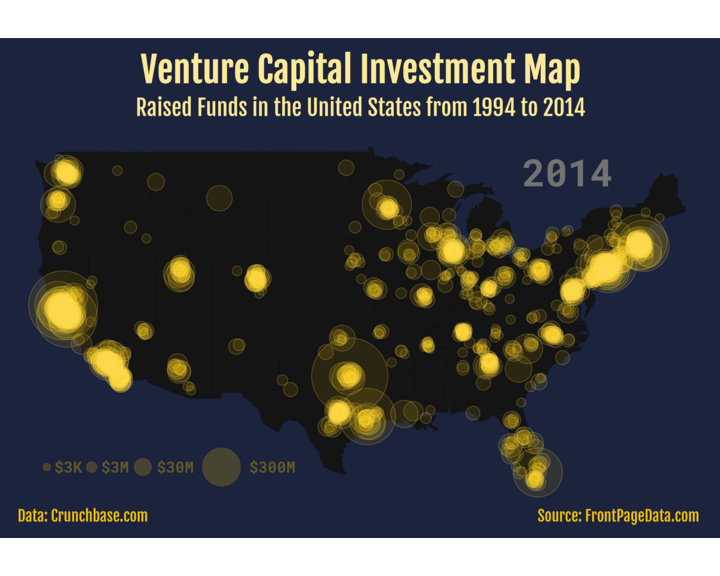 Venture Capital Investment Map
Raised Funds in the United States from 1994 to 2014
2014
$3K $3M $30M $300M
Data: Crunchbase.com
Source: FrontPageData.com